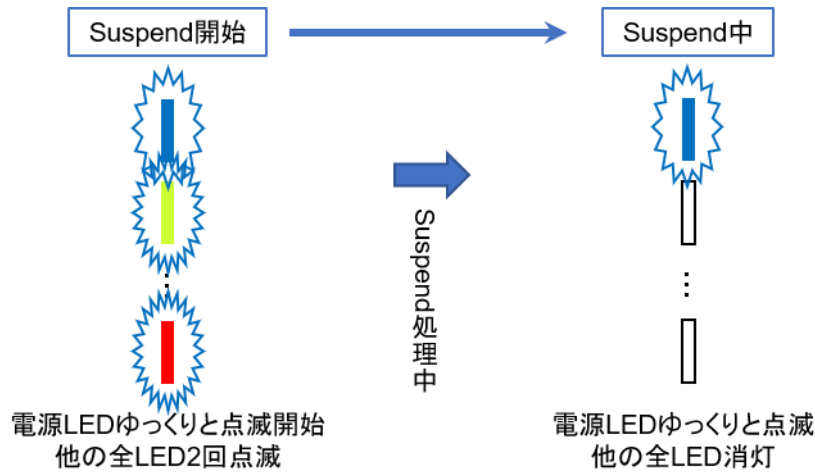 Suspend開始
Suspend中
Suspend処理中
⋮
⋮
電源LEDゆっくりと点滅開始
他の全LED2回点滅
電源LEDゆっくりと点滅
他の全LED消灯